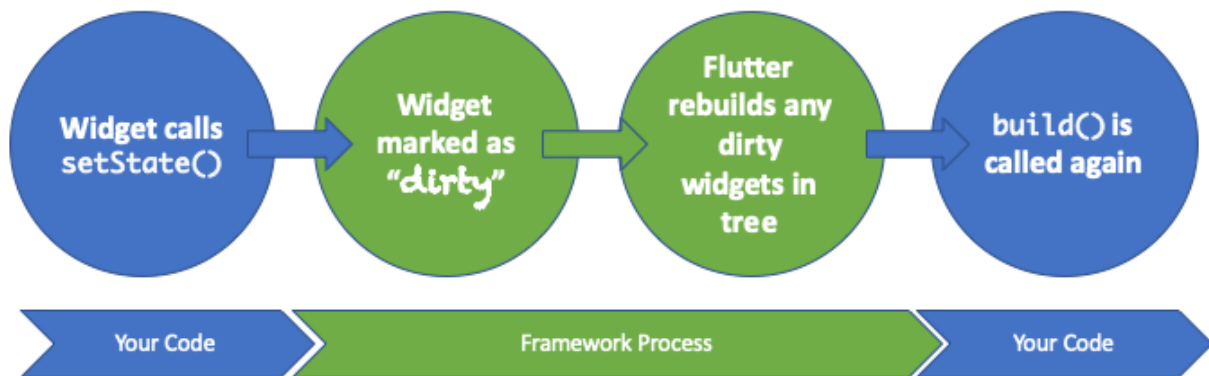 Widget calls
setState()
Widget
marked as
“dirty”
Flutter
rebuilds any
dirty
widgets in
tree
build() is
called again
Your Code
Framework Process
Your Code